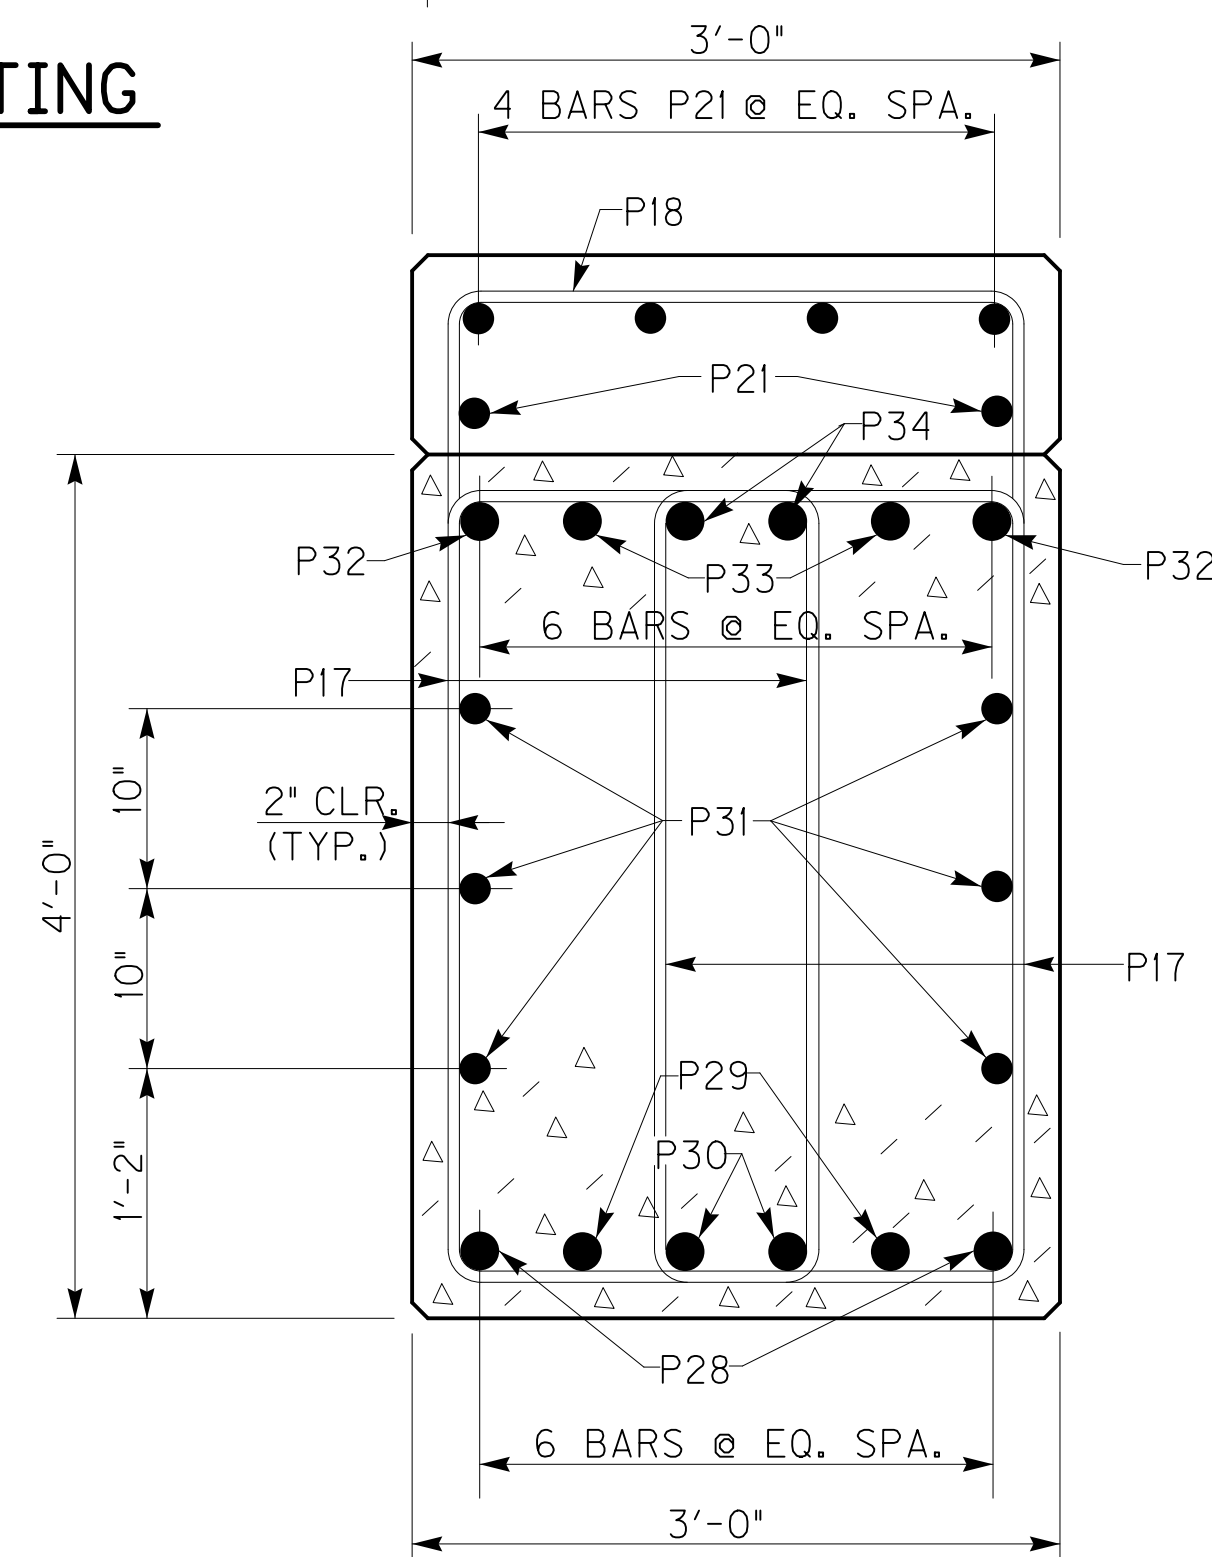 3'-0"
TING
4 BARS P21 @ EQ. SPA.
P18
P21
P34
P32
P33
P32
6 BARS @ EQ. SPA.
P17
10"
2" CLR.
(TYP.)
P31
4'-0"
10"
P17
P29
P30
1'-2"
P28
6 BARS @ EQ. SPA.
3'-0"